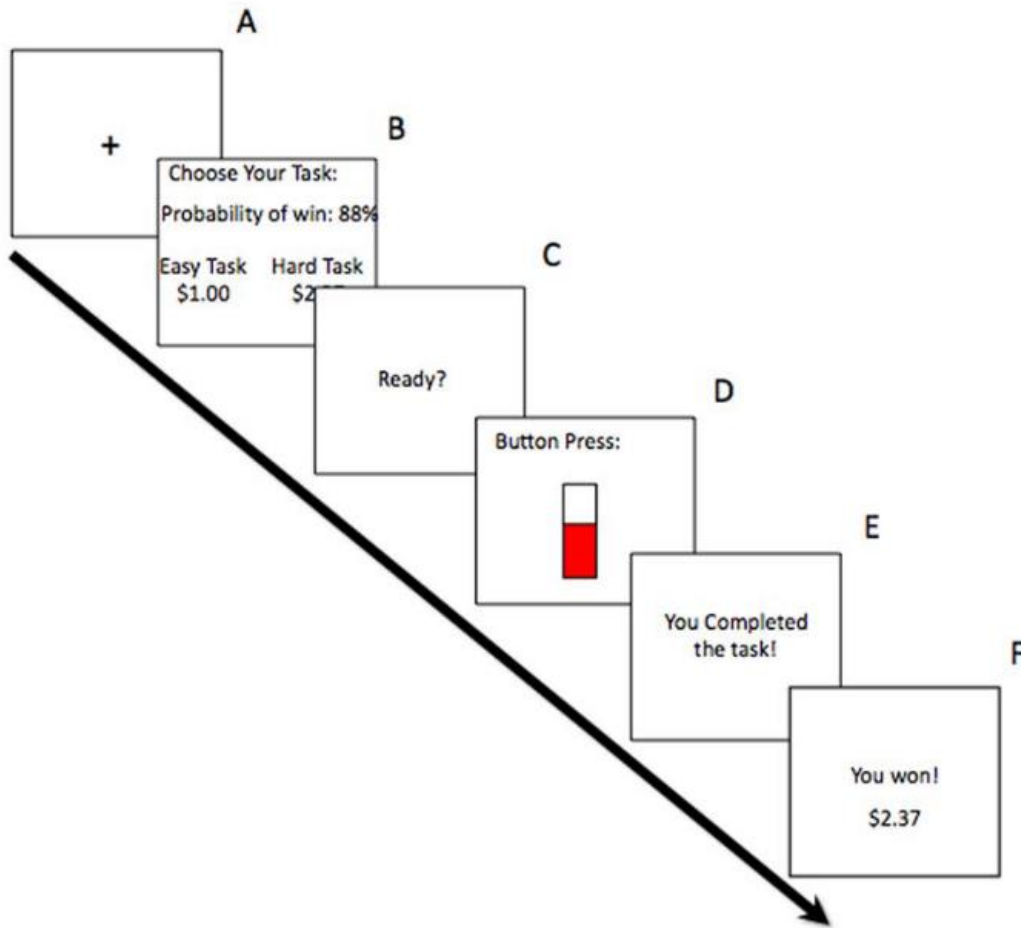 A
+
B
Choose Your Task:
Probability of win: 88%
Easy Task Hard Task
$1.00
C
Ready?
D
Button Press:
E
You Completed
the task!
F
You won!
$2.37